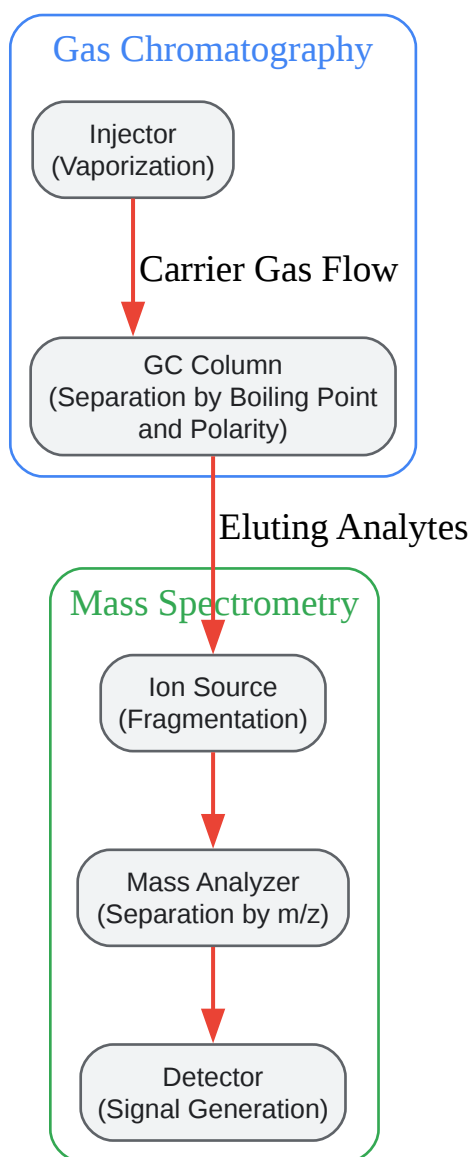 Gas Chromatography
Injector
(Vaporization)
Carrier Gas Flow
GC Column
(Separation by Boiling Point
and Polarity)
Eluting Analytes
Mass Spectrometry
Ion Source
(Fragmentation)
Mass Analyzer
(Separation by m/z)
Detector
(Signal Generation)